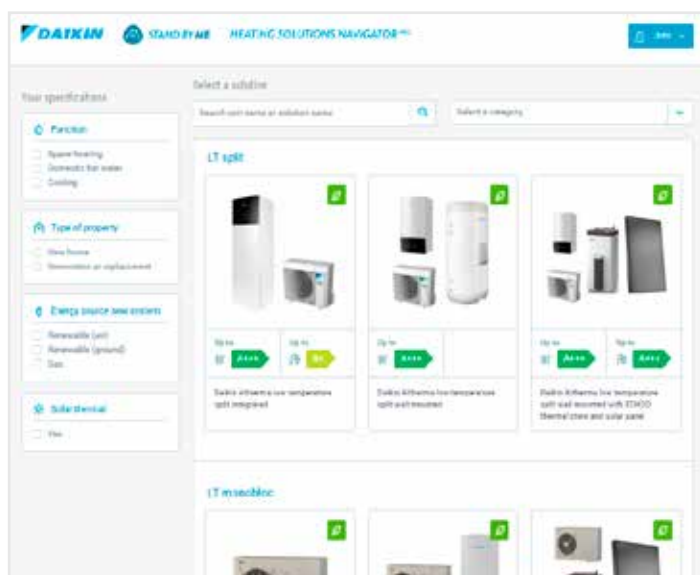 DAIKIN STAND BY ME HEATING SOLUTIONS NAVIGATOR
Your specifications
Function
Space heating
Domestic hot water
Cooling
Type of property
New home
Renovation or replacement
Energy source new system
Renewable (air)
Renewable (ground)
Gas
Solar thermal
Yes
Select a solution
Search unit name or solution name
Select a category
LT split
Up to
A+++
Up to
Daikin Altherma low temperature
split integrated
Up to
A+++
Daikin Altherma low temperature
split wall mounted
Up to
A+++
Up to
Daikin Altherma low temperature
split wall mounted with ECH2O
thermal store and solar panel
LT monobloc